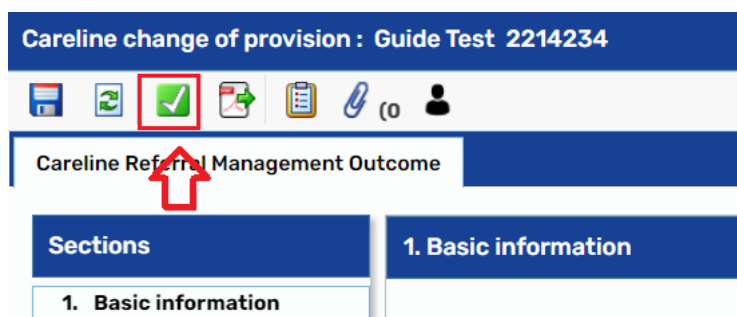 Careline change of provision : Guide Test 2214234
(0
Careline Referral Management Outcome
Sections
1. Basic information
1. Basic information